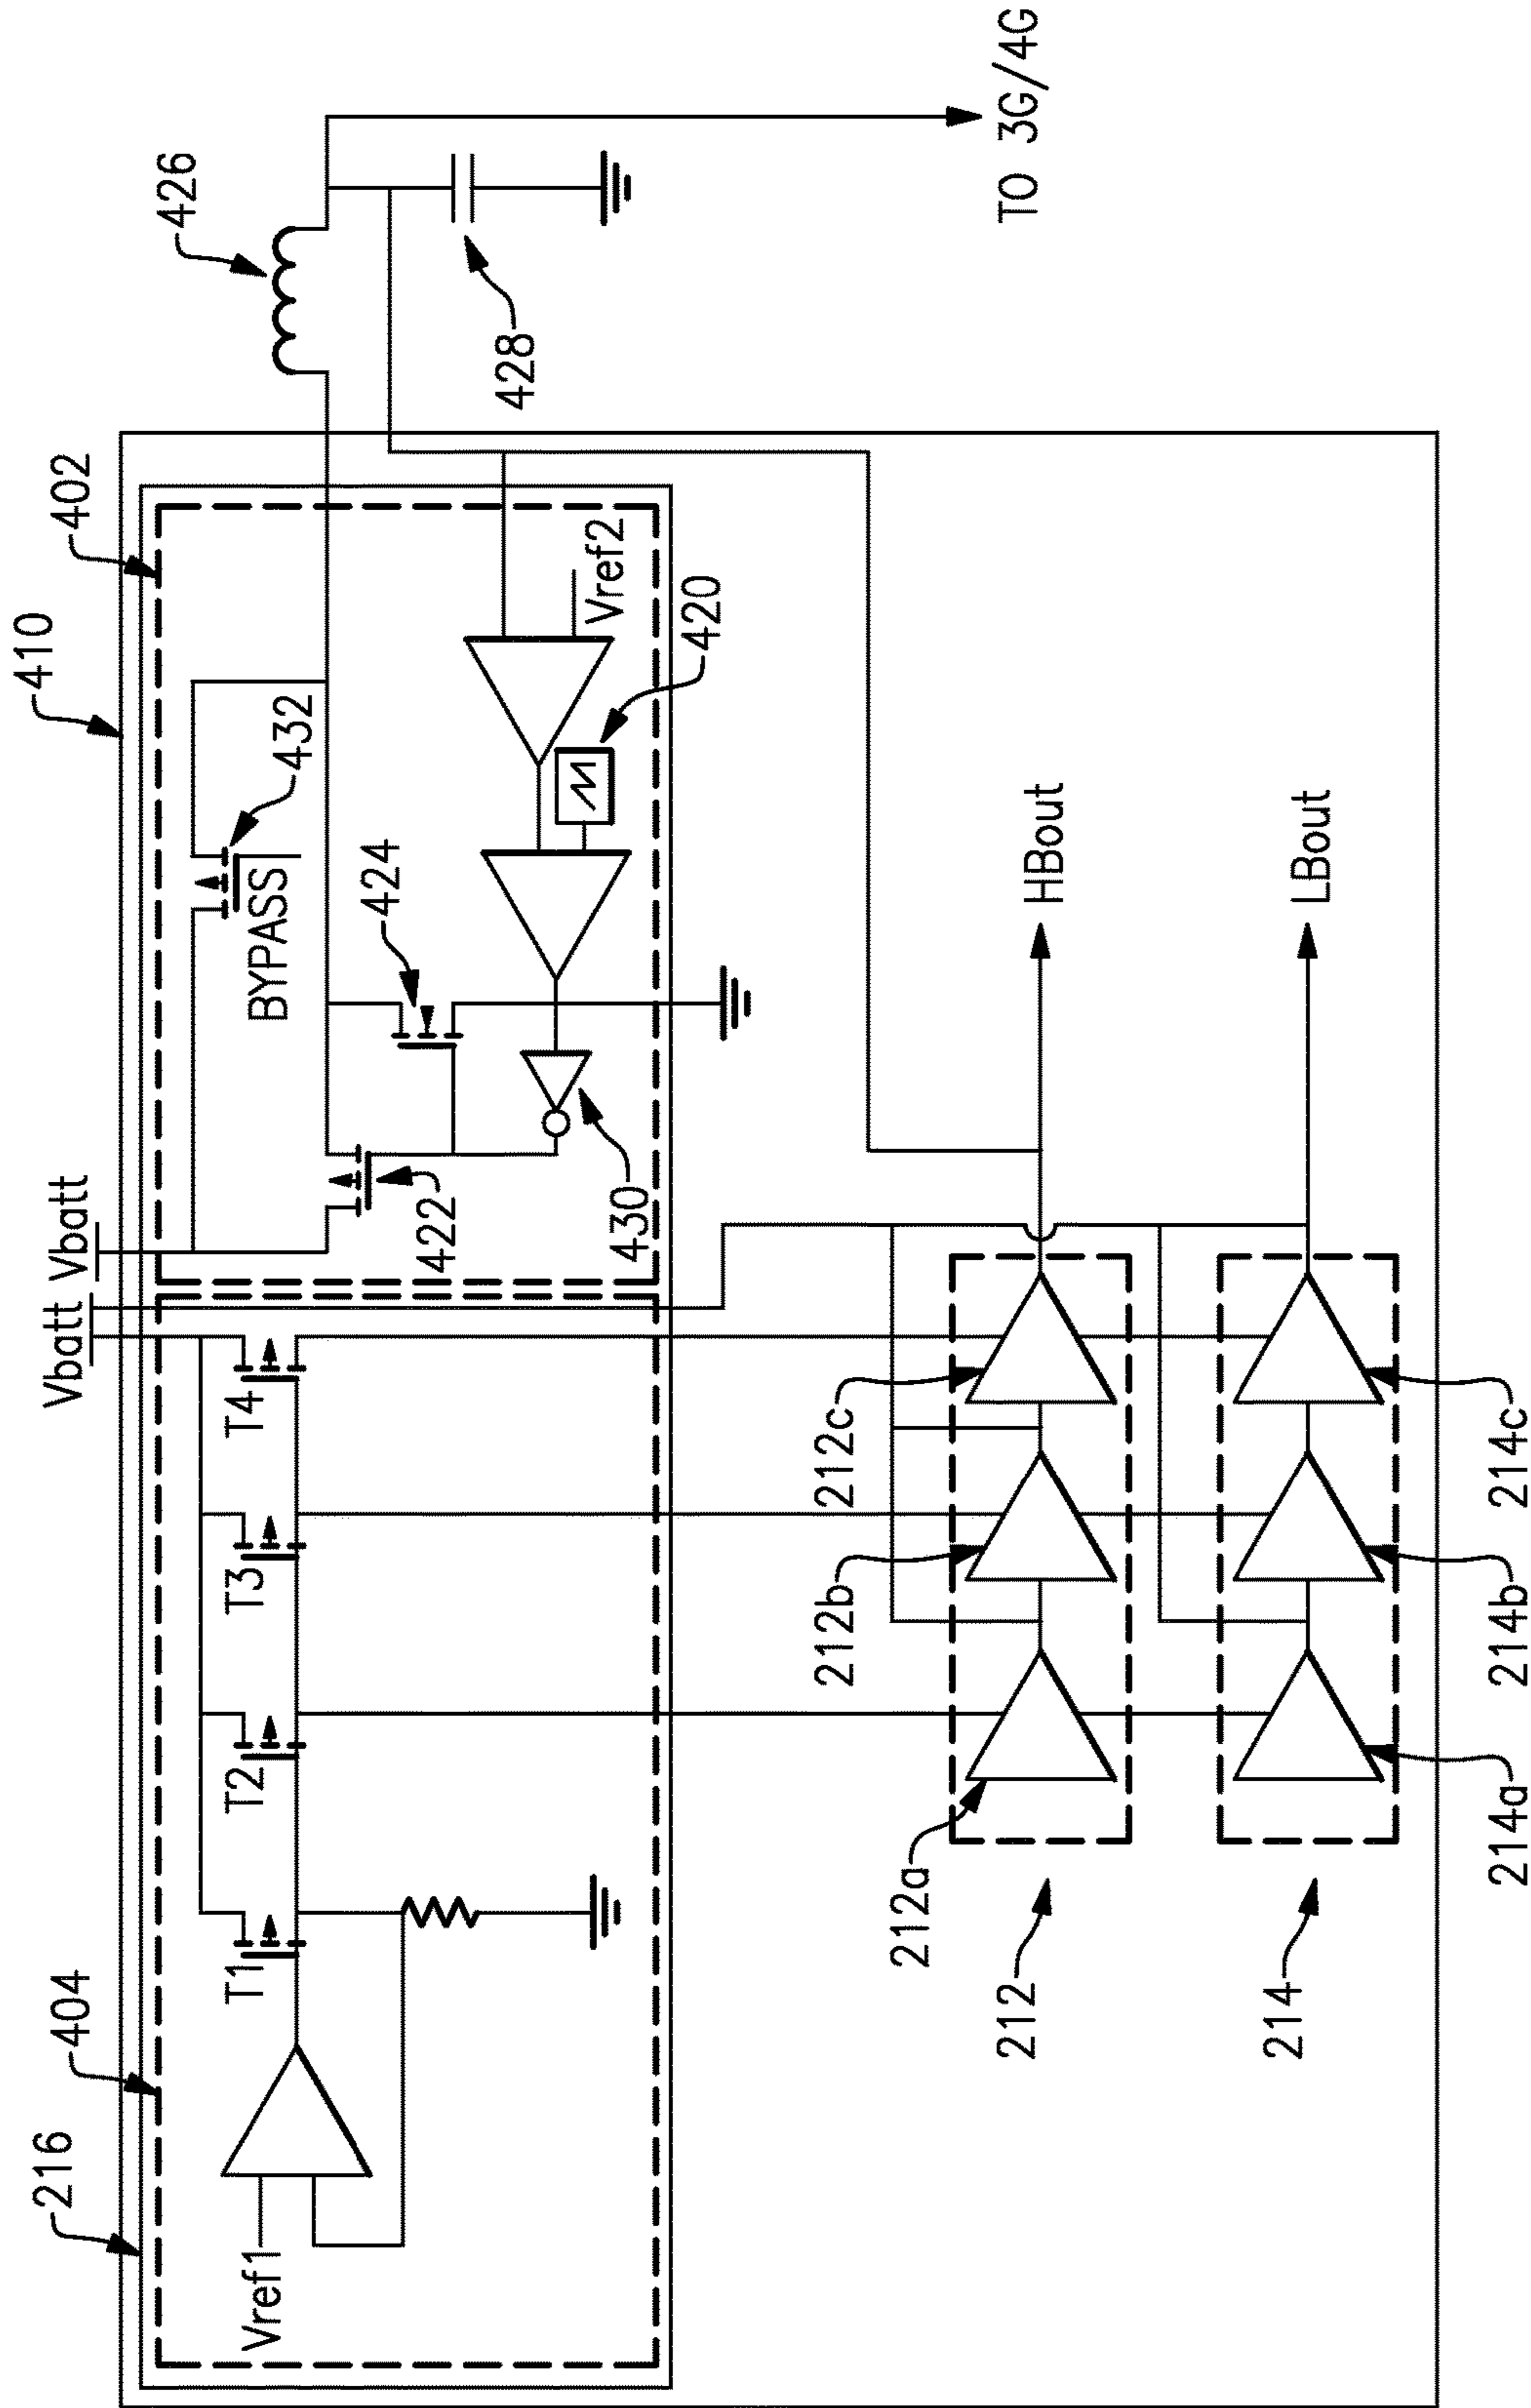 216
404
410
402
Vbatt
Vbatt
426
T1
T2
T3
T4
Vref1
422
424
BYPASS
432
Vref2
420
430
428
TO 3G/4G
212a
212b
212c
HBout
212
214
LBout
214a
214b
214c